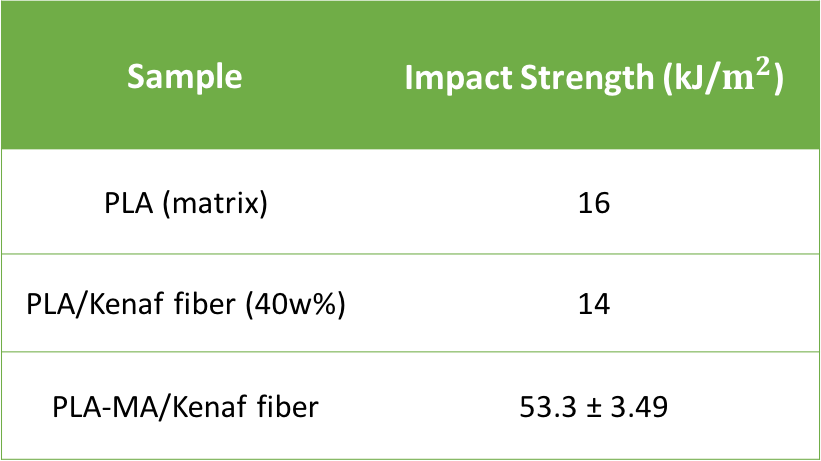 Sample Impact Strength (kJ/m²)
PLA (matrix) 16
PLA/Kenaf fiber (40w%) 14
PLA-MA/Kenaf fiber 53.3 ± 3.49